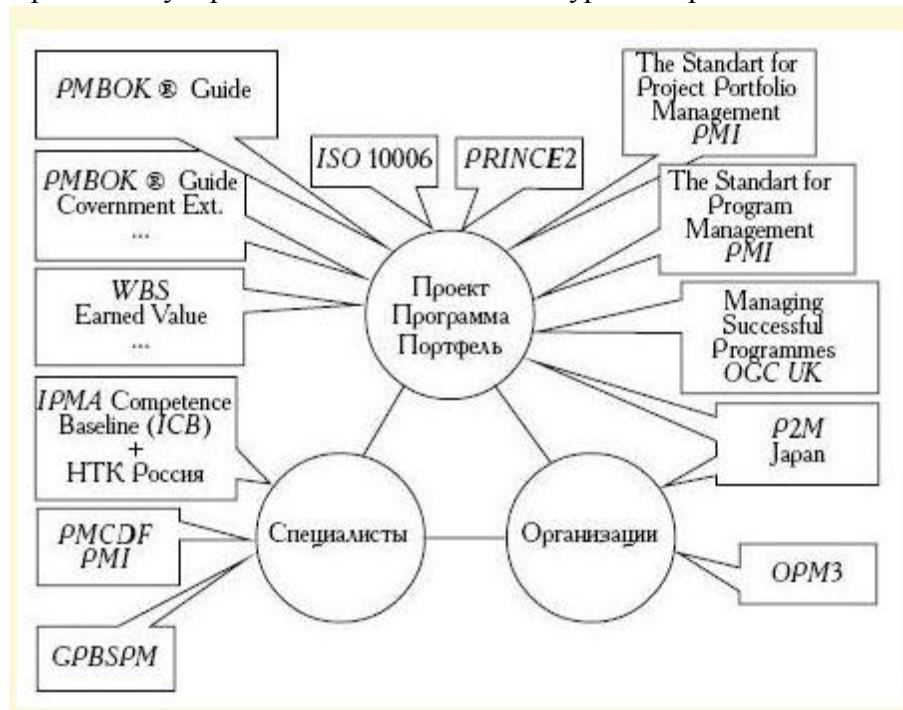 PMBOK ® Guide
ISO 10006
PRINCE2
The Standart for
Project Portfolio
Management
PMI
PMBOK ® Guide
Covernment Ext.
...
The Standart for
Program
Management
PMI
WBS
Earned Value
...
Проект
Программа
Портфель
Managing
Successful
Programmes
OGC UK
IPMA Competence
Baseline (ICB)
+
НТК Россия
P2M
Japan
PMCDF
PMI
Специалисты
Организации
OPM3
GPBSPM